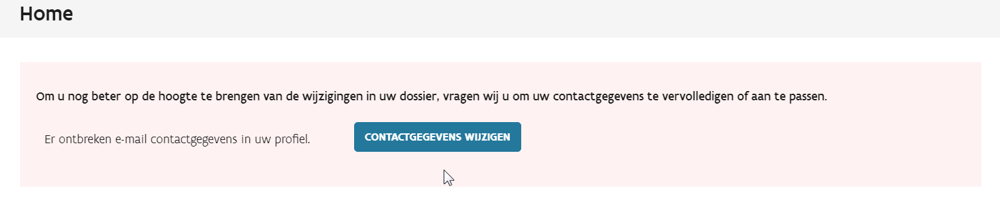 Home
Om u nog beter op de hoogte te brengen van de wijzigingen in uw dossier, vragen wij u om uw contactgegevens te vervolledigen of aan te passen.
Er ontbreken e-mail contactgegevens in uw profiel.
CONTACTGEGEVENS WIJZIGEN